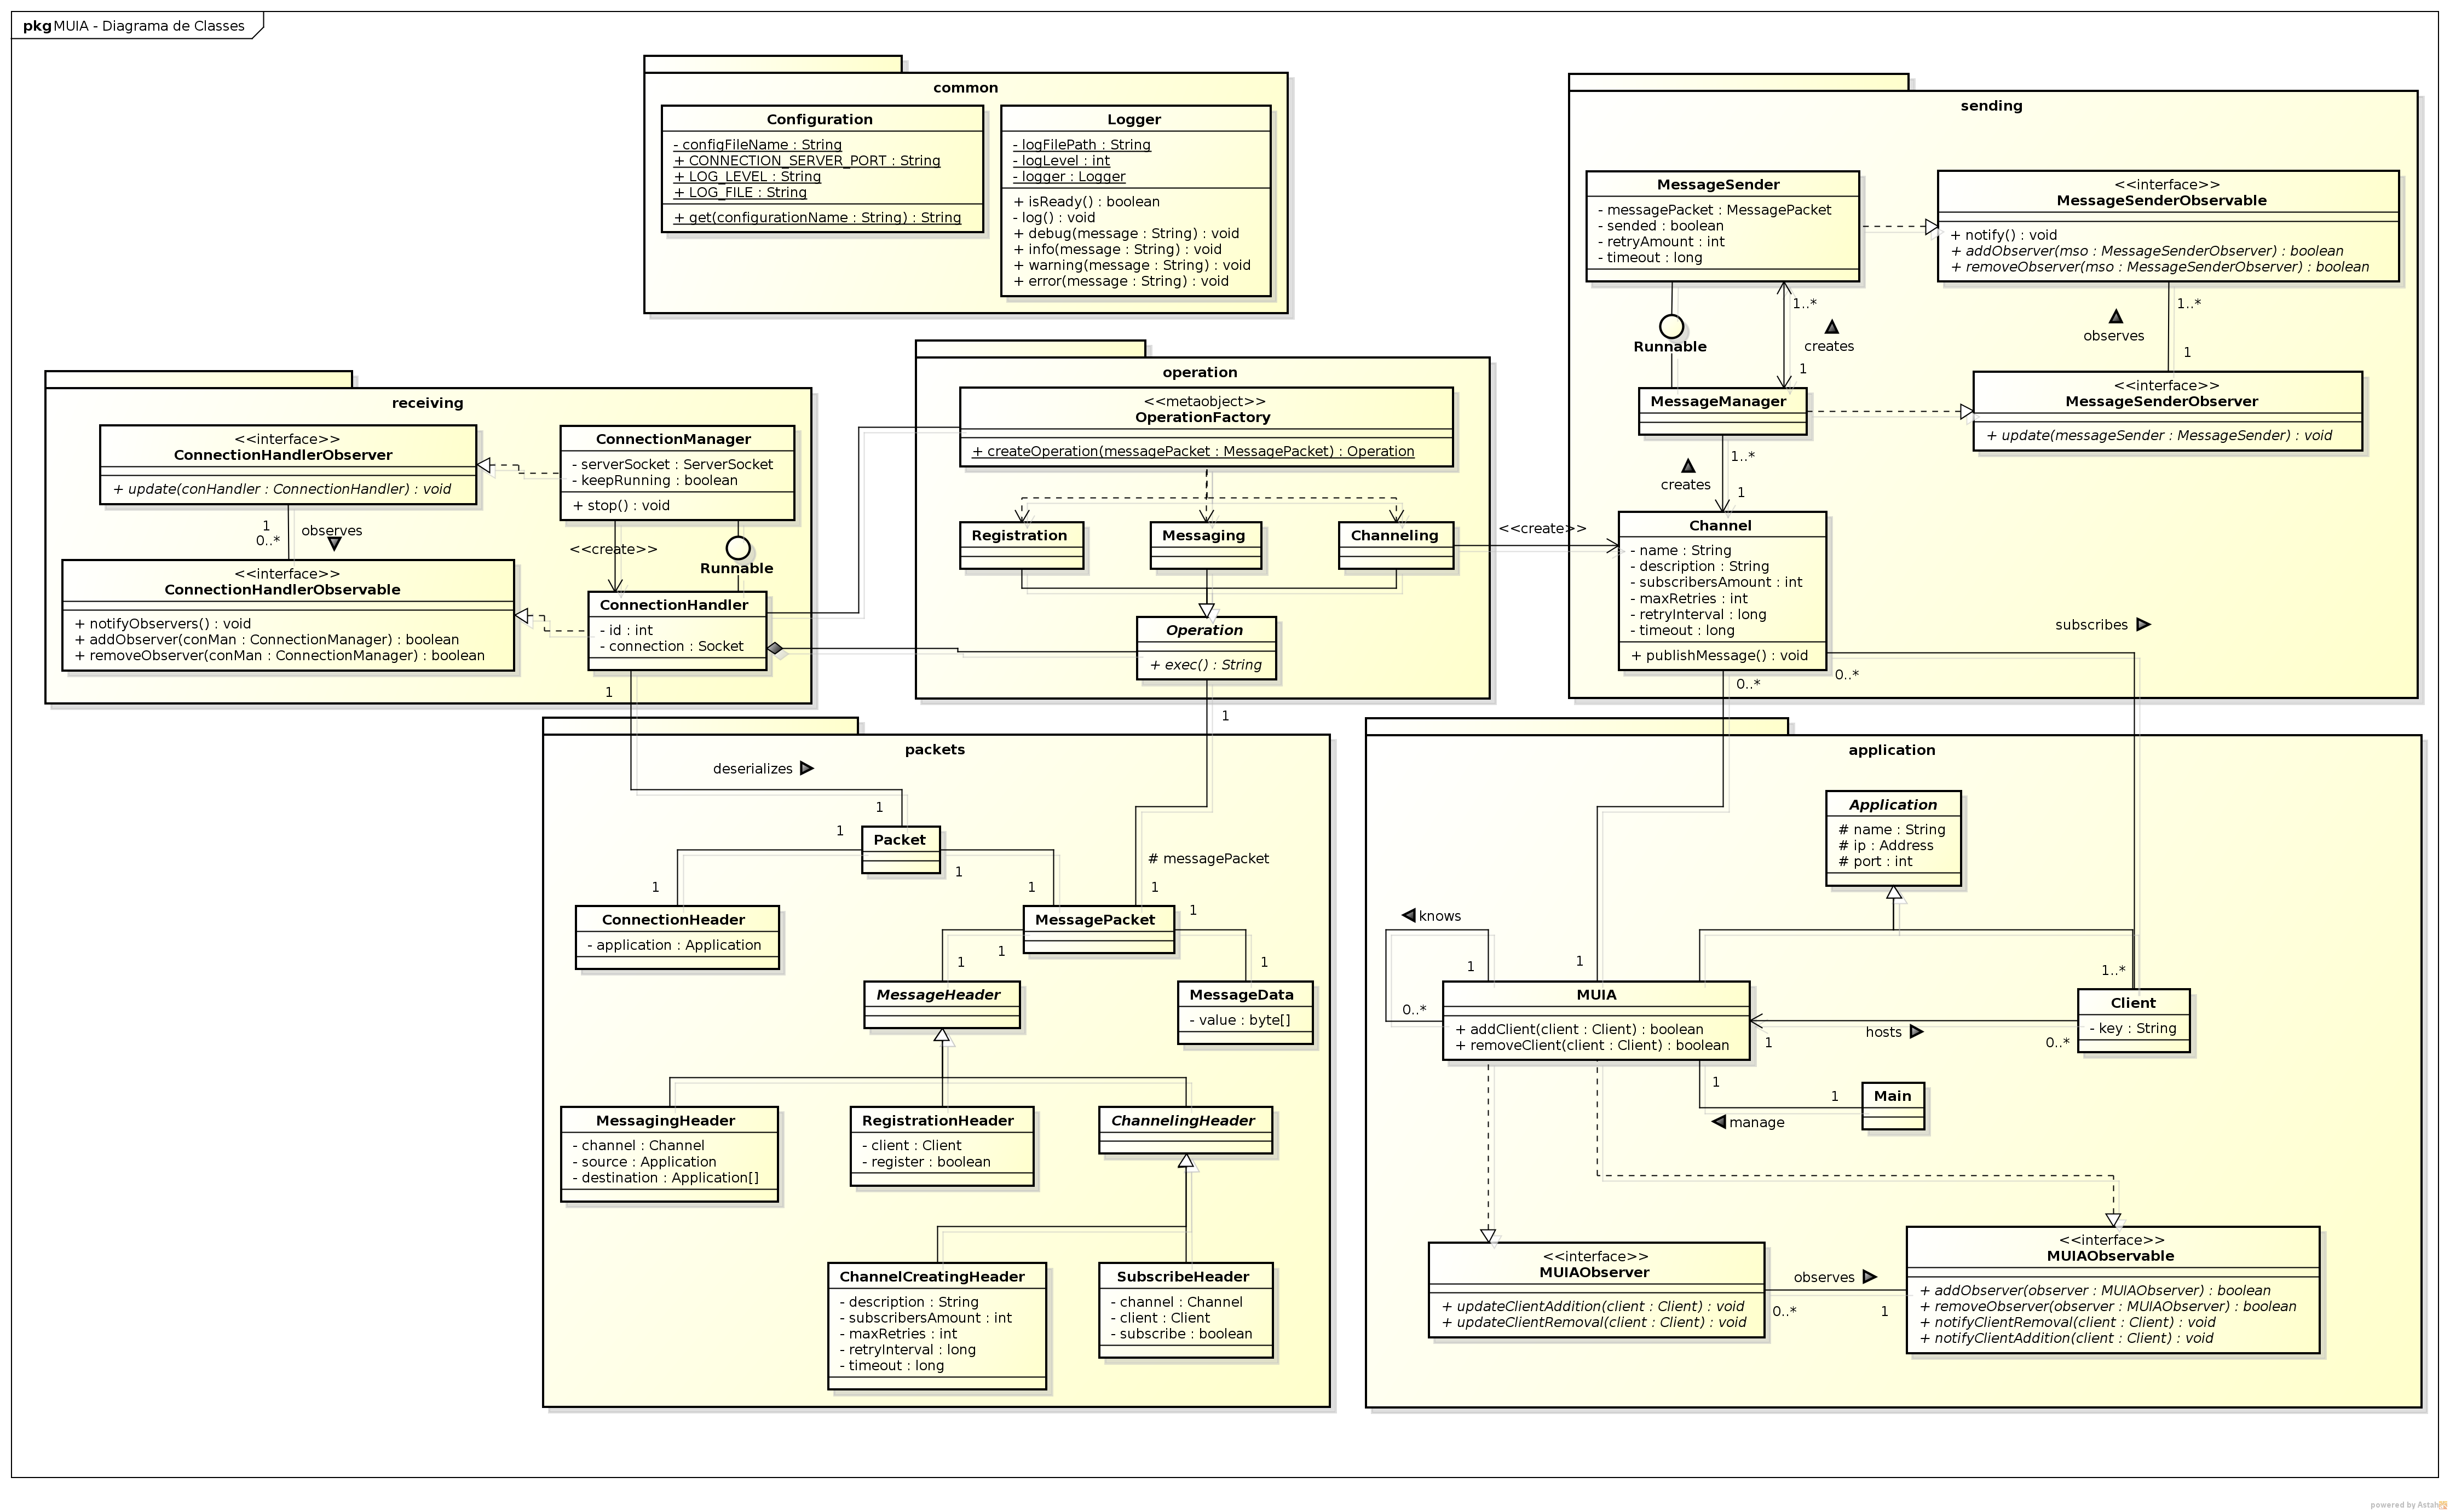 pkg MUIA - Diagrama de Classes
common
Configuration
- configFileName : String
+ CONNECTION_SERVER_PORT : String
+ LOG_LEVEL : String
+ LOG_FILE : String
+ get(configurationName : String) : String
Logger
- logFilePath : String
- logLevel : int
- logger : Logger
+ isReady() : boolean
- log() : void
+ debug(message : String) : void
+ info(message : String) : void
+ warning(message : String) : void
+ error(message : String) : void
sending
MessageSender
- messagePacket : MessagePacket
- sended : boolean
- retryAmount : int
- timeout : long
<<interface>>
MessageSenderObservable
+ notify() : void
+ addObserver(mso : MessageSenderObserver) : boolean
+ removeObserver(mso : MessageSenderObserver) : boolean
Runnable
1..*
creates
1
1..*
observes
1
MessageManager
<<interface>>
MessageSenderObserver
+ update(messageSender : MessageSender) : void
1..*
creates
1
Channel
- name : String
- description : String
- subscribersAmount : int
- maxRetries : int
- retryInterval : long
- timeout : long
+ publishMessage() : void
subscribes
0..*
0..*
receiving
<<interface>>
ConnectionHandlerObserver
+ update(conHandler : ConnectionHandler) : void
ConnectionManager
- serverSocket : ServerSocket
- keepRunning : boolean
+ stop() : void
1
0..*
observes
<<create>>
Runnable
<<interface>>
ConnectionHandlerObservable
+ notifyObservers() : void
+ addObserver(conMan : ConnectionManager) : boolean
+ removeObserver(conMan : ConnectionManager) : boolean
ConnectionHandler
- id : int
- connection : Socket
1
operation
<<metaobject>>
OperationFactory
+ createOperation(messagePacket : MessagePacket) : Operation
Registration
Messaging
Channeling
<<create>>
Operation
+ exec() : String
1
packets
deserializes
1
Packet
1
1
1
1
# messagePacket
1
ConnectionHeader
- application : Application
MessagePacket
1
1
1
1
MessageHeader
MessageData
- value : byte[]
MessagingHeader
- channel : Channel
- source : Application
- destination : Application[]
RegistrationHeader
- client : Client
- register : boolean
ChannelingHeader
ChannelCreatingHeader
- description : String
- subscribersAmount : int
- maxRetries : int
- retryInterval : long
- timeout : long
SubscribeHeader
- channel : Channel
- client : Client
- subscribe : boolean
application
Application
# name : String
# ip : Address
# port : int
knows
1
0..*
1
1..*
MUIA
+ addClient(client : Client) : boolean
+ removeClient(client : Client) : boolean
Client
- key : String
hosts
1
0..*
1
1
manage
Main
<<interface>>
MUIAObserver
+ updateClientAddition(client : Client) : void
+ updateClientRemoval(client : Client) : void
observes
0..*
1
<<interface>>
MUIAObservable
+ addObserver(observer : MUIAObserver) : boolean
+ removeObserver(observer : MUIAObserver) : boolean
+ notifyClientRemoval(client : Client) : void
+ notifyClientAddition(client : Client) : void
powered by Astah